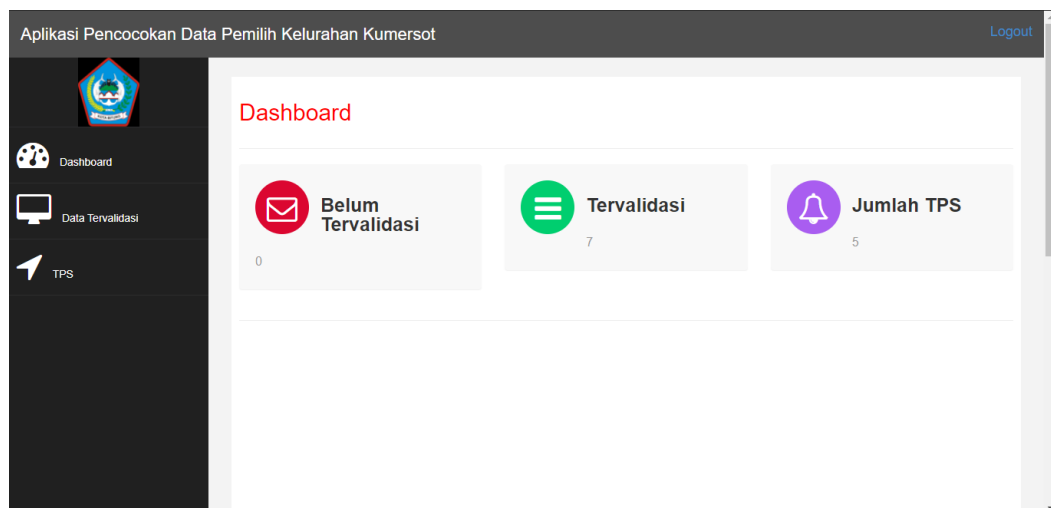 Aplikasi Pencocokan Data Pemilih Kelurahan Kumersot
Logout
Dashboard
Data Tervalidasi
TPS
Dashboard
Belum
Tervalidasi
0
Tervalidasi
7
Jumlah TPS
5